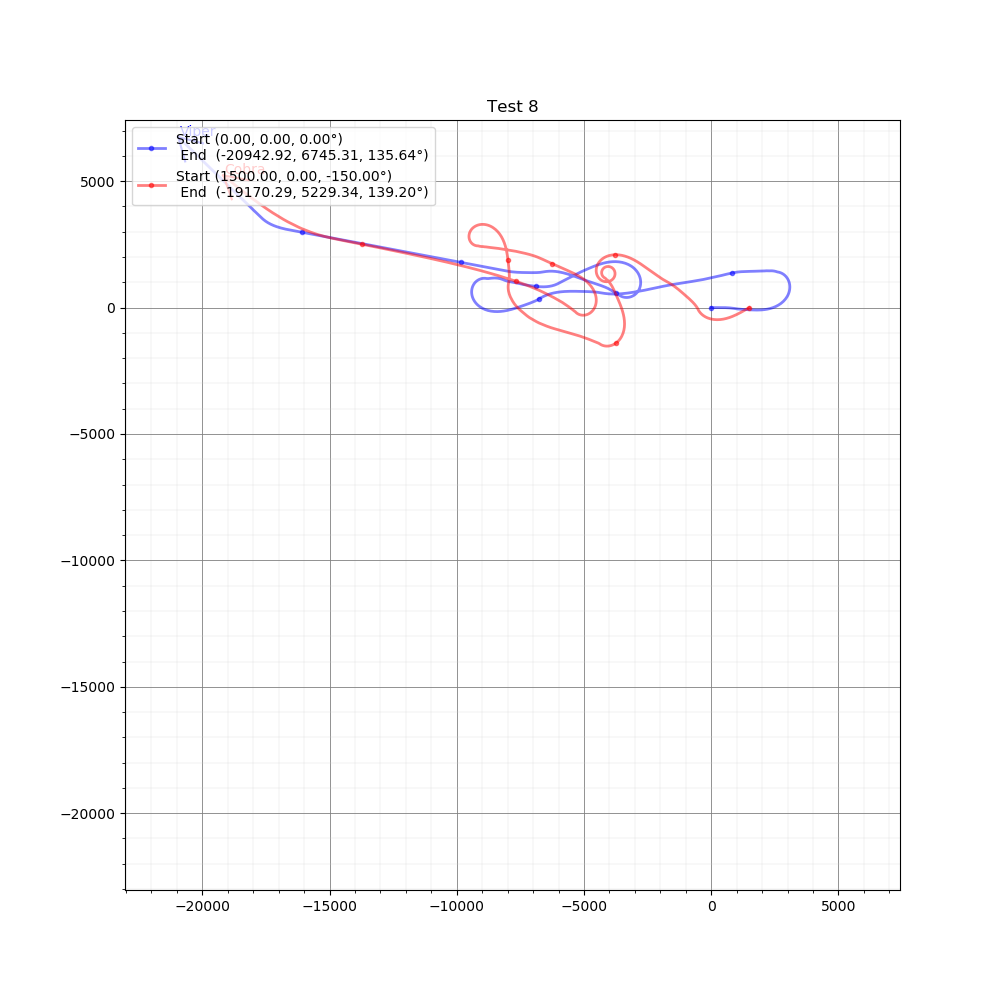 Test 8
Viper
Start (0.00, 0.00, 0.00°)
End (-20942.92, 6745.31, 135.64°)
Cobra
Start (1500.00, 0.00, -150.00°)
End (-19170.29, 5229.34, 139.20°)
5000
0
−5000
−10000
−15000
−20000
−20000 −15000 −10000 −5000 0 5000